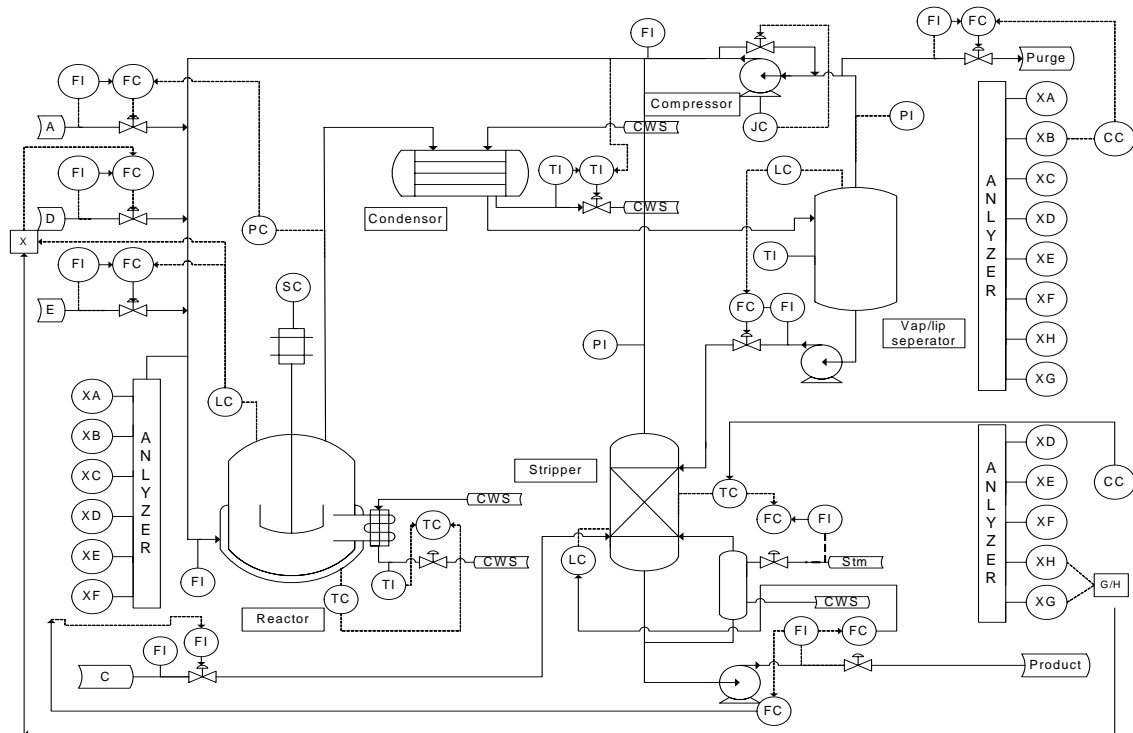 FI
FI
FC
Purge
FI
FC
A
Compressor
JC
CWS
PI
XA
XB
CC
XC
XD
XE
XF
XH
XG
A
N
L
Y
Z
E
R
FI
FC
D
X
TI
TI
CWS
Condensor
LC
PC
TI
FI
FC
E
SC
FC
FI
Vap/lip
seperator
PI
XA
XB
XC
XD
XE
XF
A
N
L
Y
Z
E
R
LC
Stripper
TC
CWS
TC
FC
FI
CC
XD
XE
XF
XH
XG
A
N
L
Y
Z
E
R
G/H
FI
TI
CWS
TC
Reactor
LC
Stm
CWS
FI
FI
C
FI
FC
Product
FC